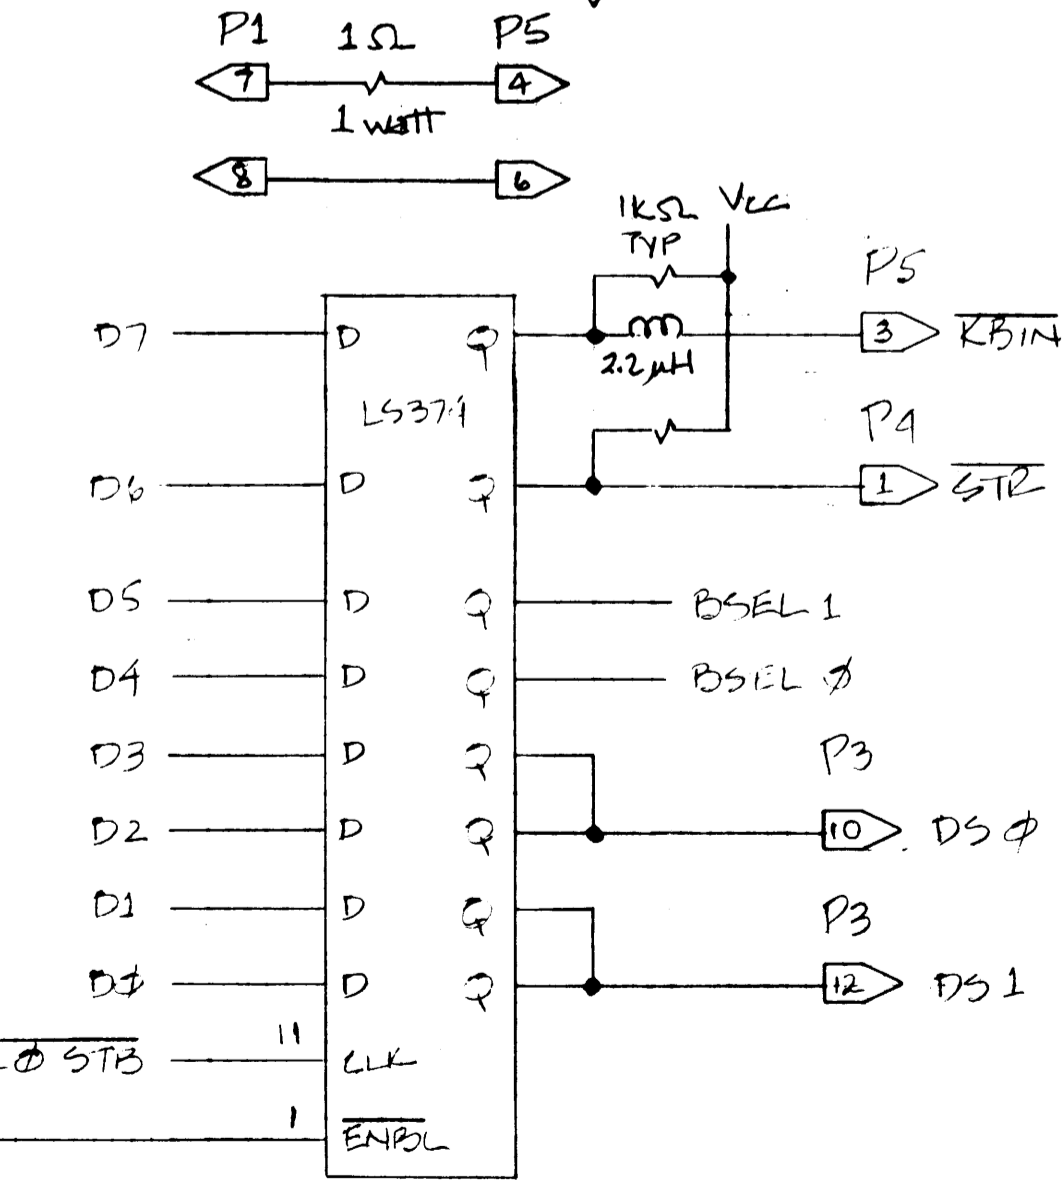 P1 1Ω P5
7 4
1 watt
8 6
1KΩ Vcc
TYP
P5
D7 D Q 3 KBIN
2.2 μH
LS374
P4
D6 D Q 1 STR
D5 D Q BSEL 1
D4 D Q BSEL Ø
D3 D Q P3
D2 D Q 10 DS Ø
D1 D Q P3
DØ D Q 12 DS 1
11
Ø STB CLK
1
ENBL